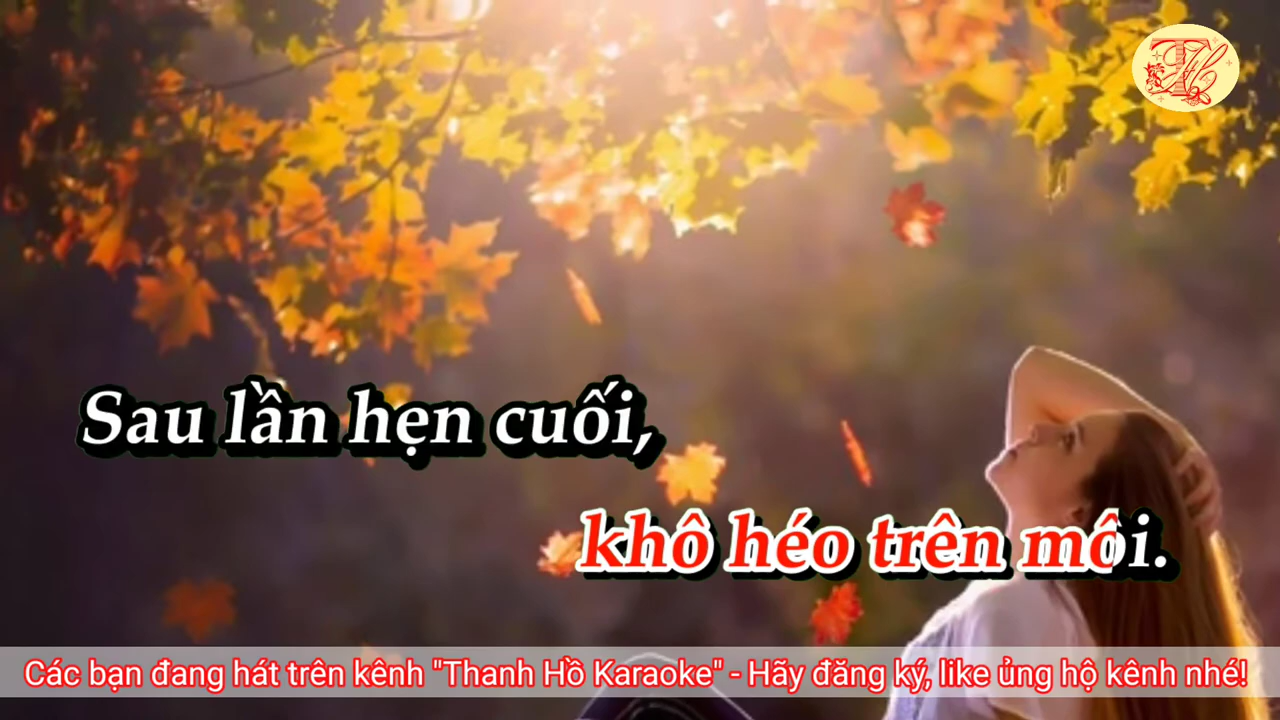 Sau lần hẹn cuối,
khô héo trên môi.
Các bạn đang hát trên kênh "Thanh Hồ Karaoke" - Hãy đăng ký, like ủng hộ kênh nhé!